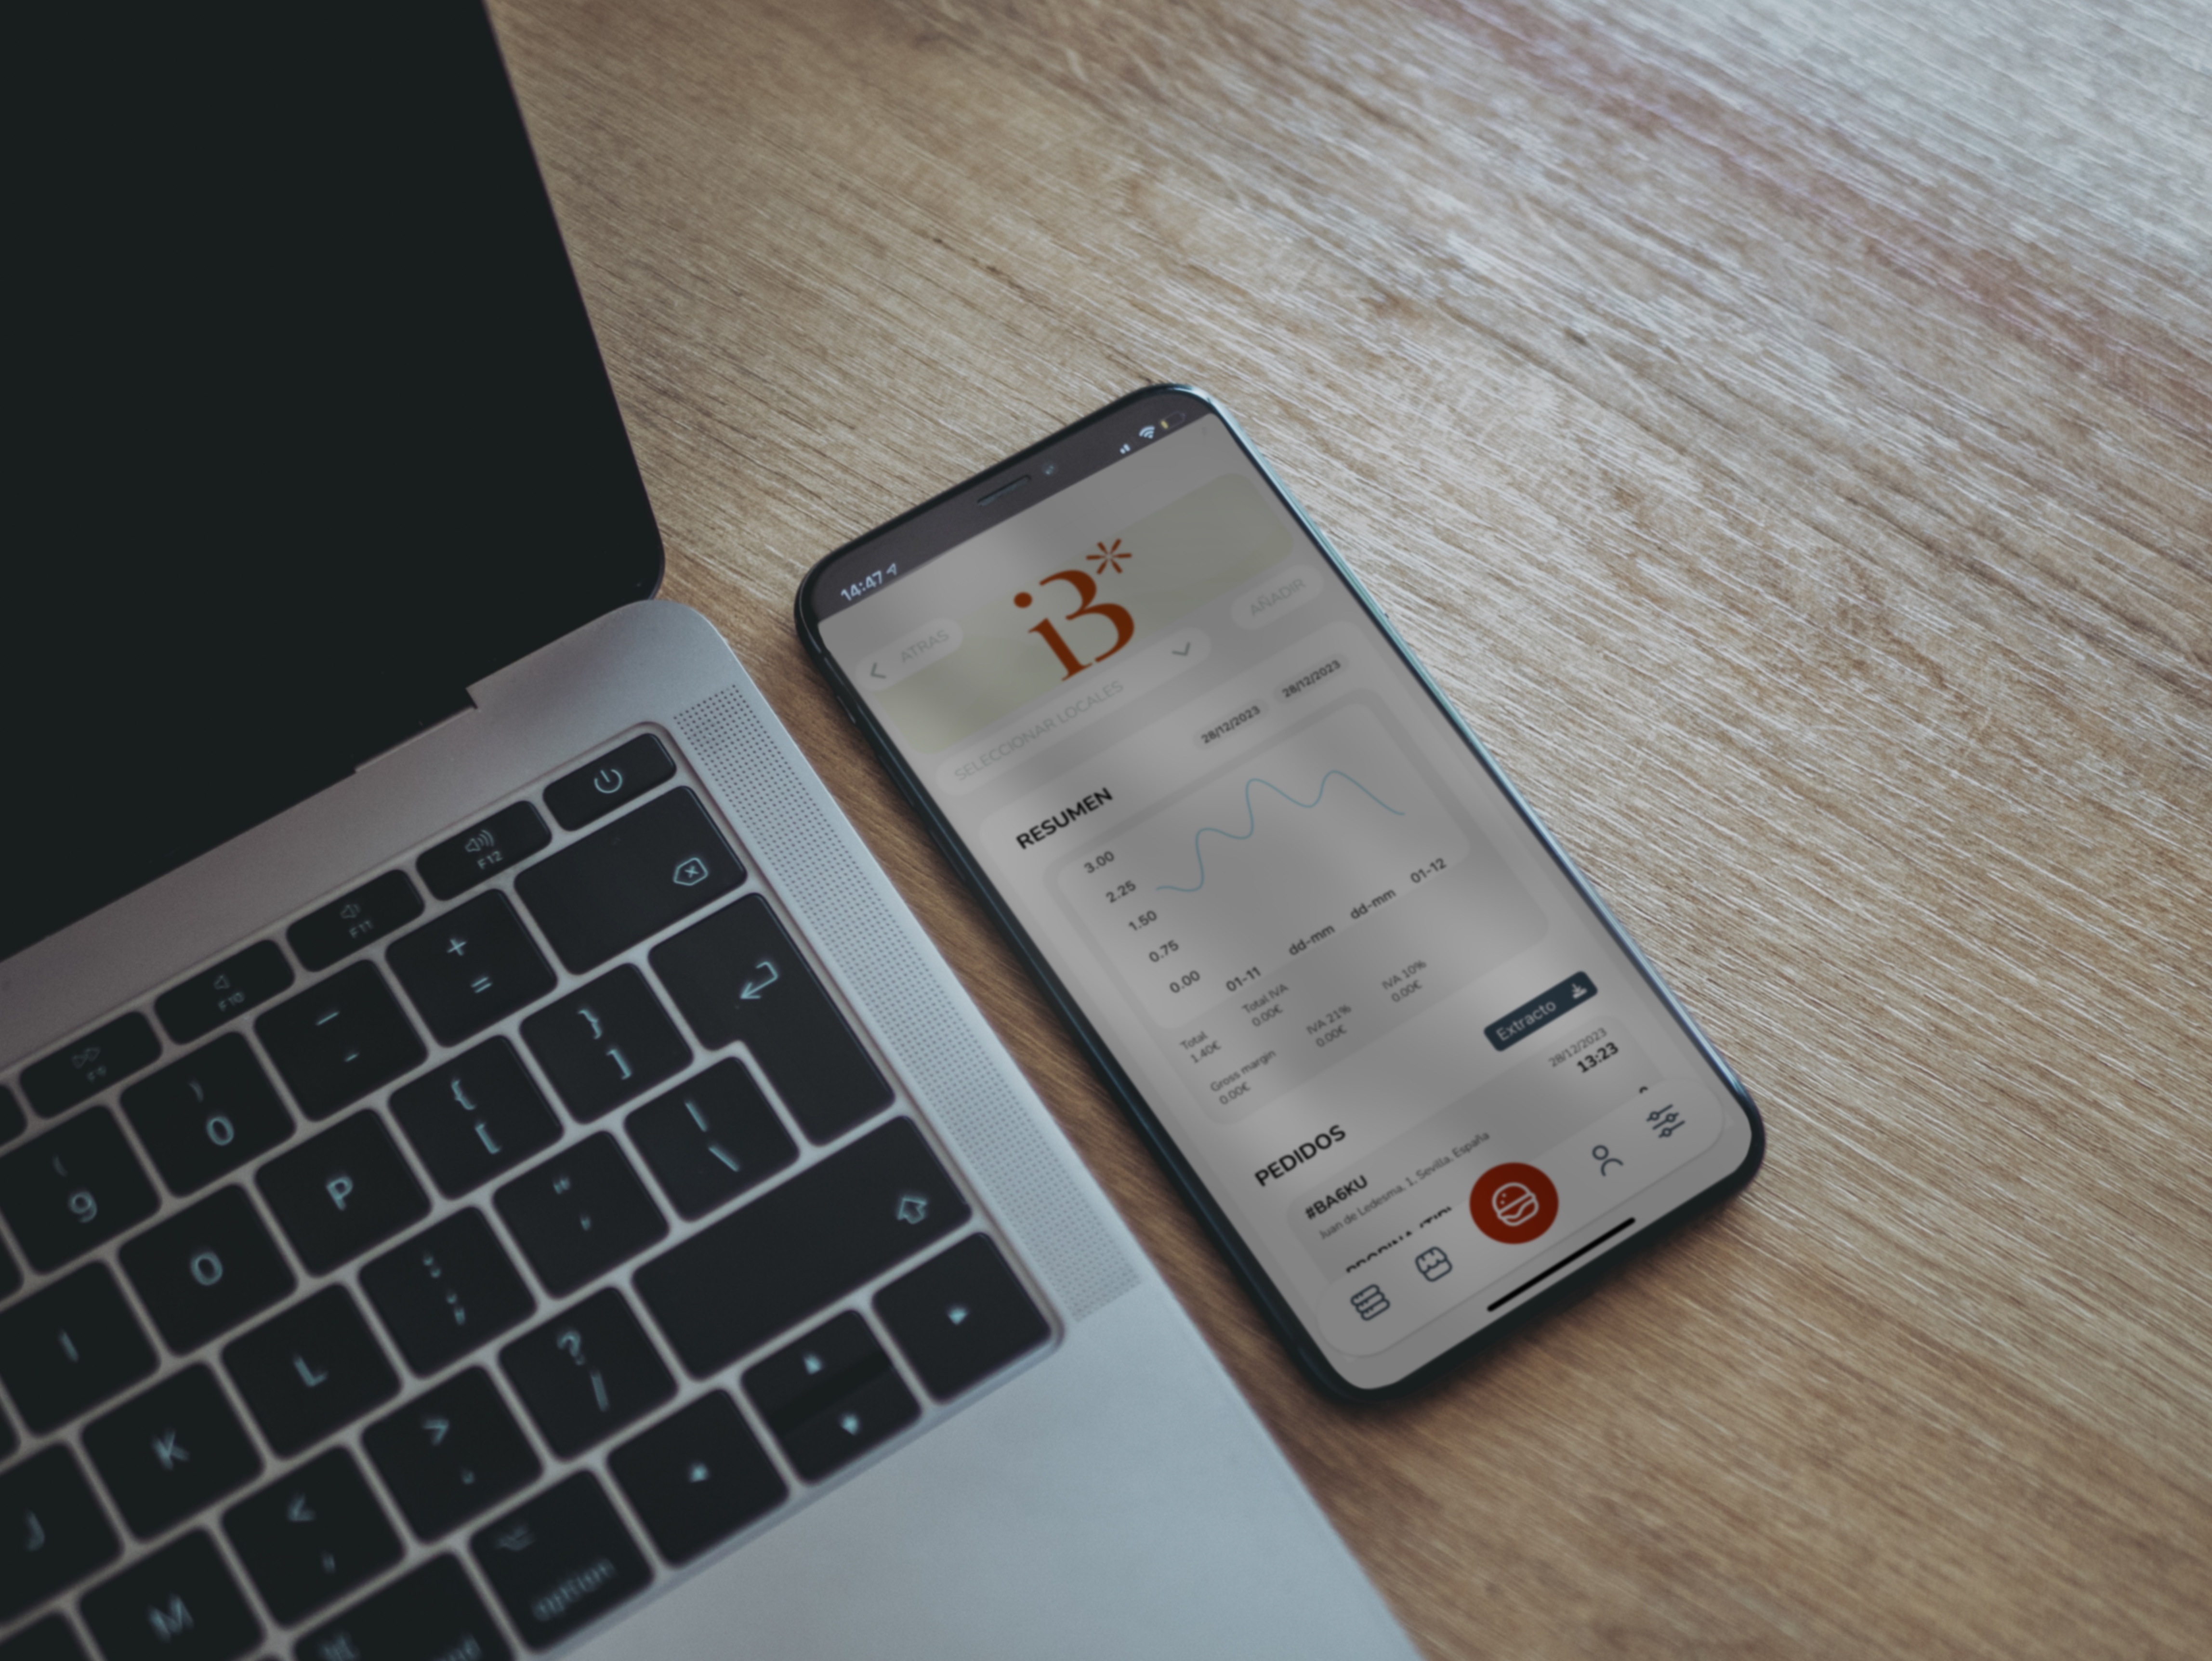 14:47
ATRAS
iB*
AÑADIR
SELECCIONAR LOCALES
RESUMEN
28/12/2023
28/12/2023
3.00
2.25
1.50
0.75
0.00
01-11
dd-mm
dd-mm
01-12
Total
1.40€
Total IVA
0.00€
Gross margin
0.00€
IVA 21%
0.00€
IVA 10%
0.00€
Extracto
PEDIDOS
28/12/2023
13:23
#BA6KU
Juan de Ledesma, 1, Sevilla, España
F12
F11
F10
F9
+
=
_
-
)
0
(
9
}
]
{
[
P
O
I
|
\
"
'
:
;
L
K
J
?
/
>
.
<
,
M
option